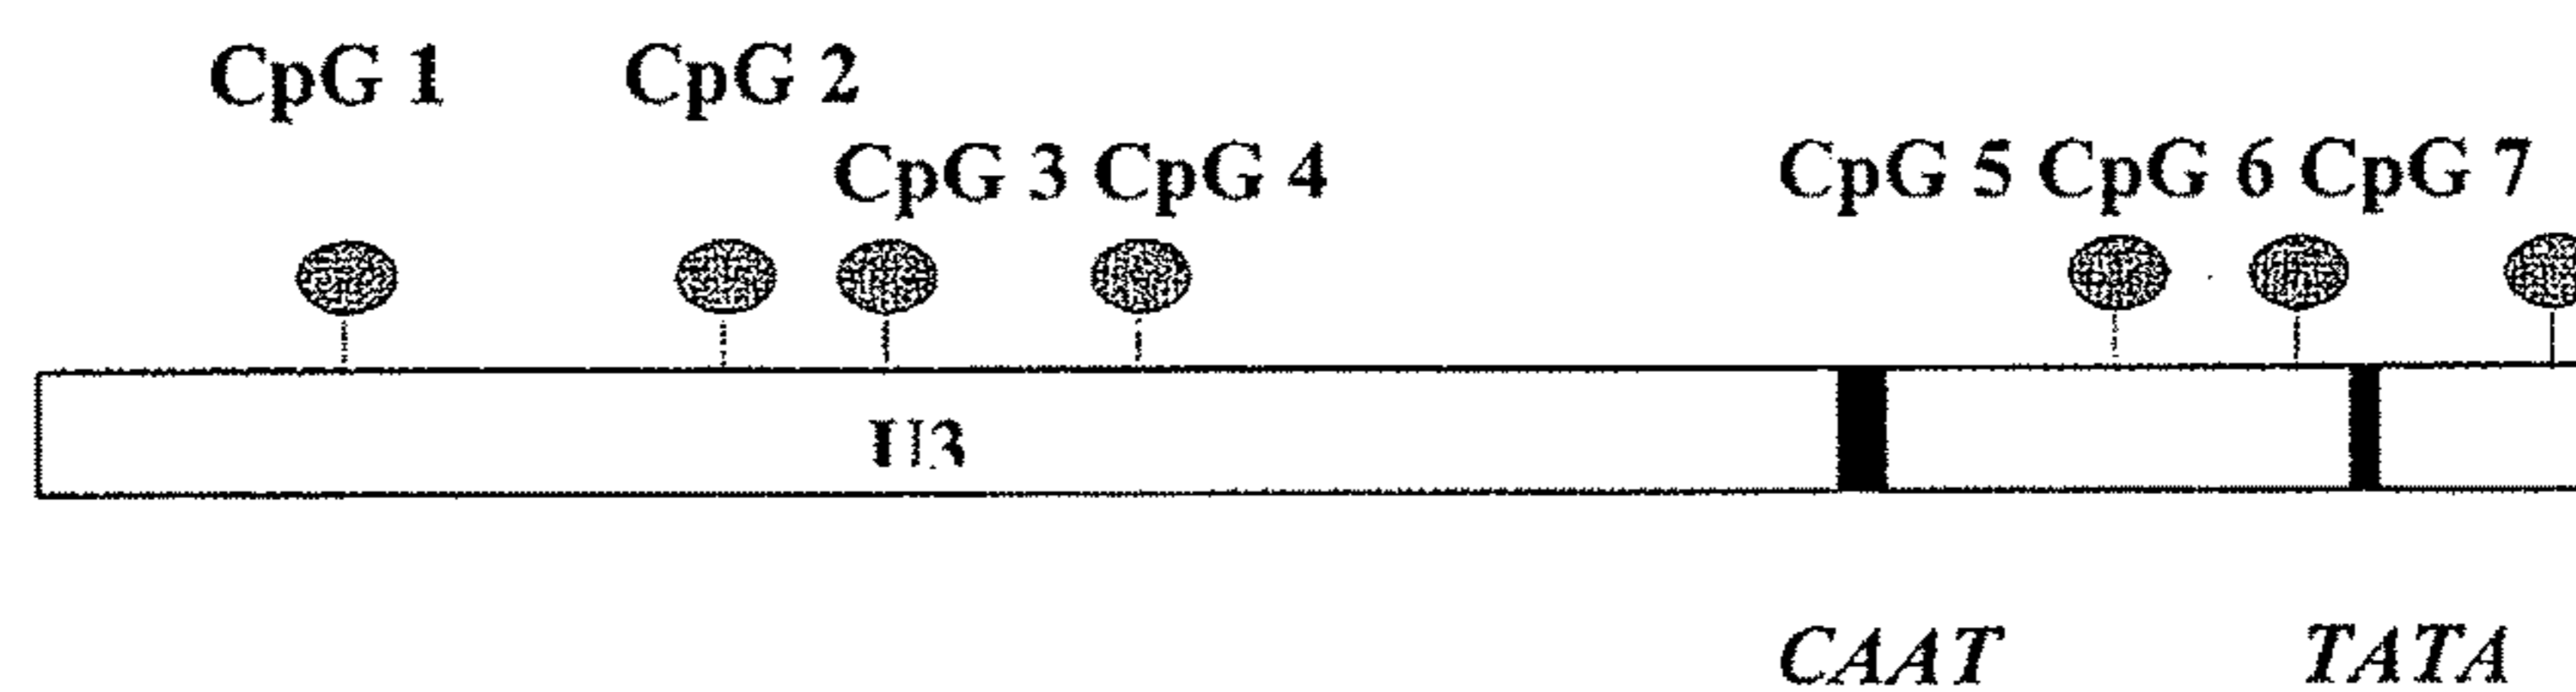 CpG 1 CpG 2
CpG 3 CpG 4 CpG 5 CpG 6 CpG 7
U3
CAAT TATA